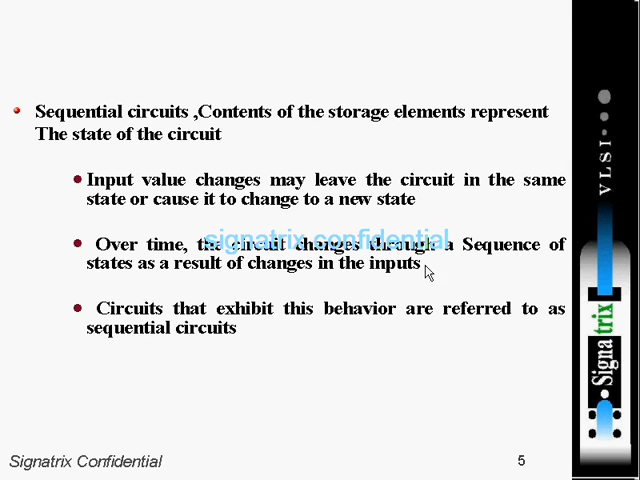 Sequential circuits ,Contents of the storage elements represent
The state of the circuit
Input value changes may leave the circuit in the same
state or cause it to change to a new state
Over time, the circuit changes through a Sequence of
signatrix confidential
states as a result of changes in the inputs
Circuits that exhibit this behavior are referred to as
sequential circuits
VLSI
Signatrix
Signatrix Confidential
5